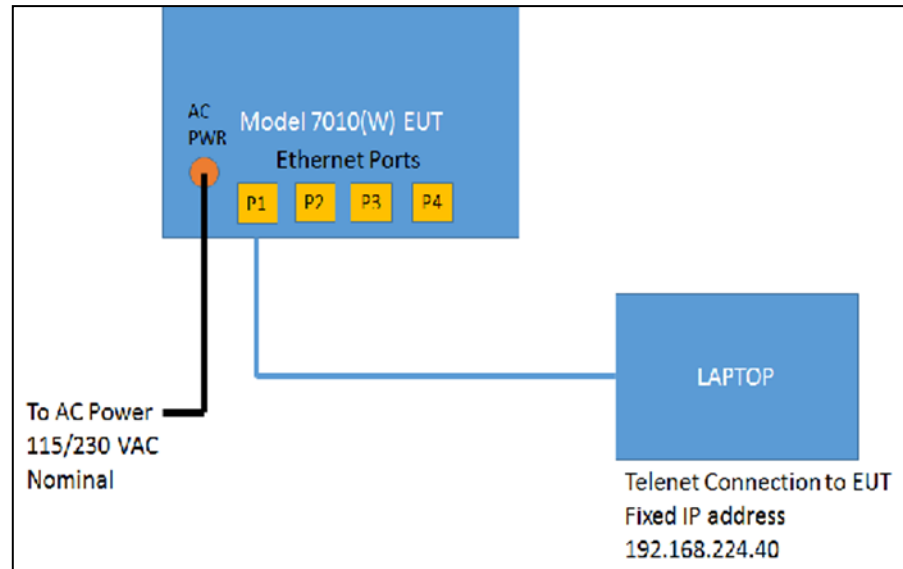 AC
PWR
Model 7010(W) EUT
Ethernet Ports
P1 P2 P3 P4
LAPTOP
To AC Power
115/230 VAC
Nominal
Telenet Connection to EUT
Fixed IP address
192.168.224.40